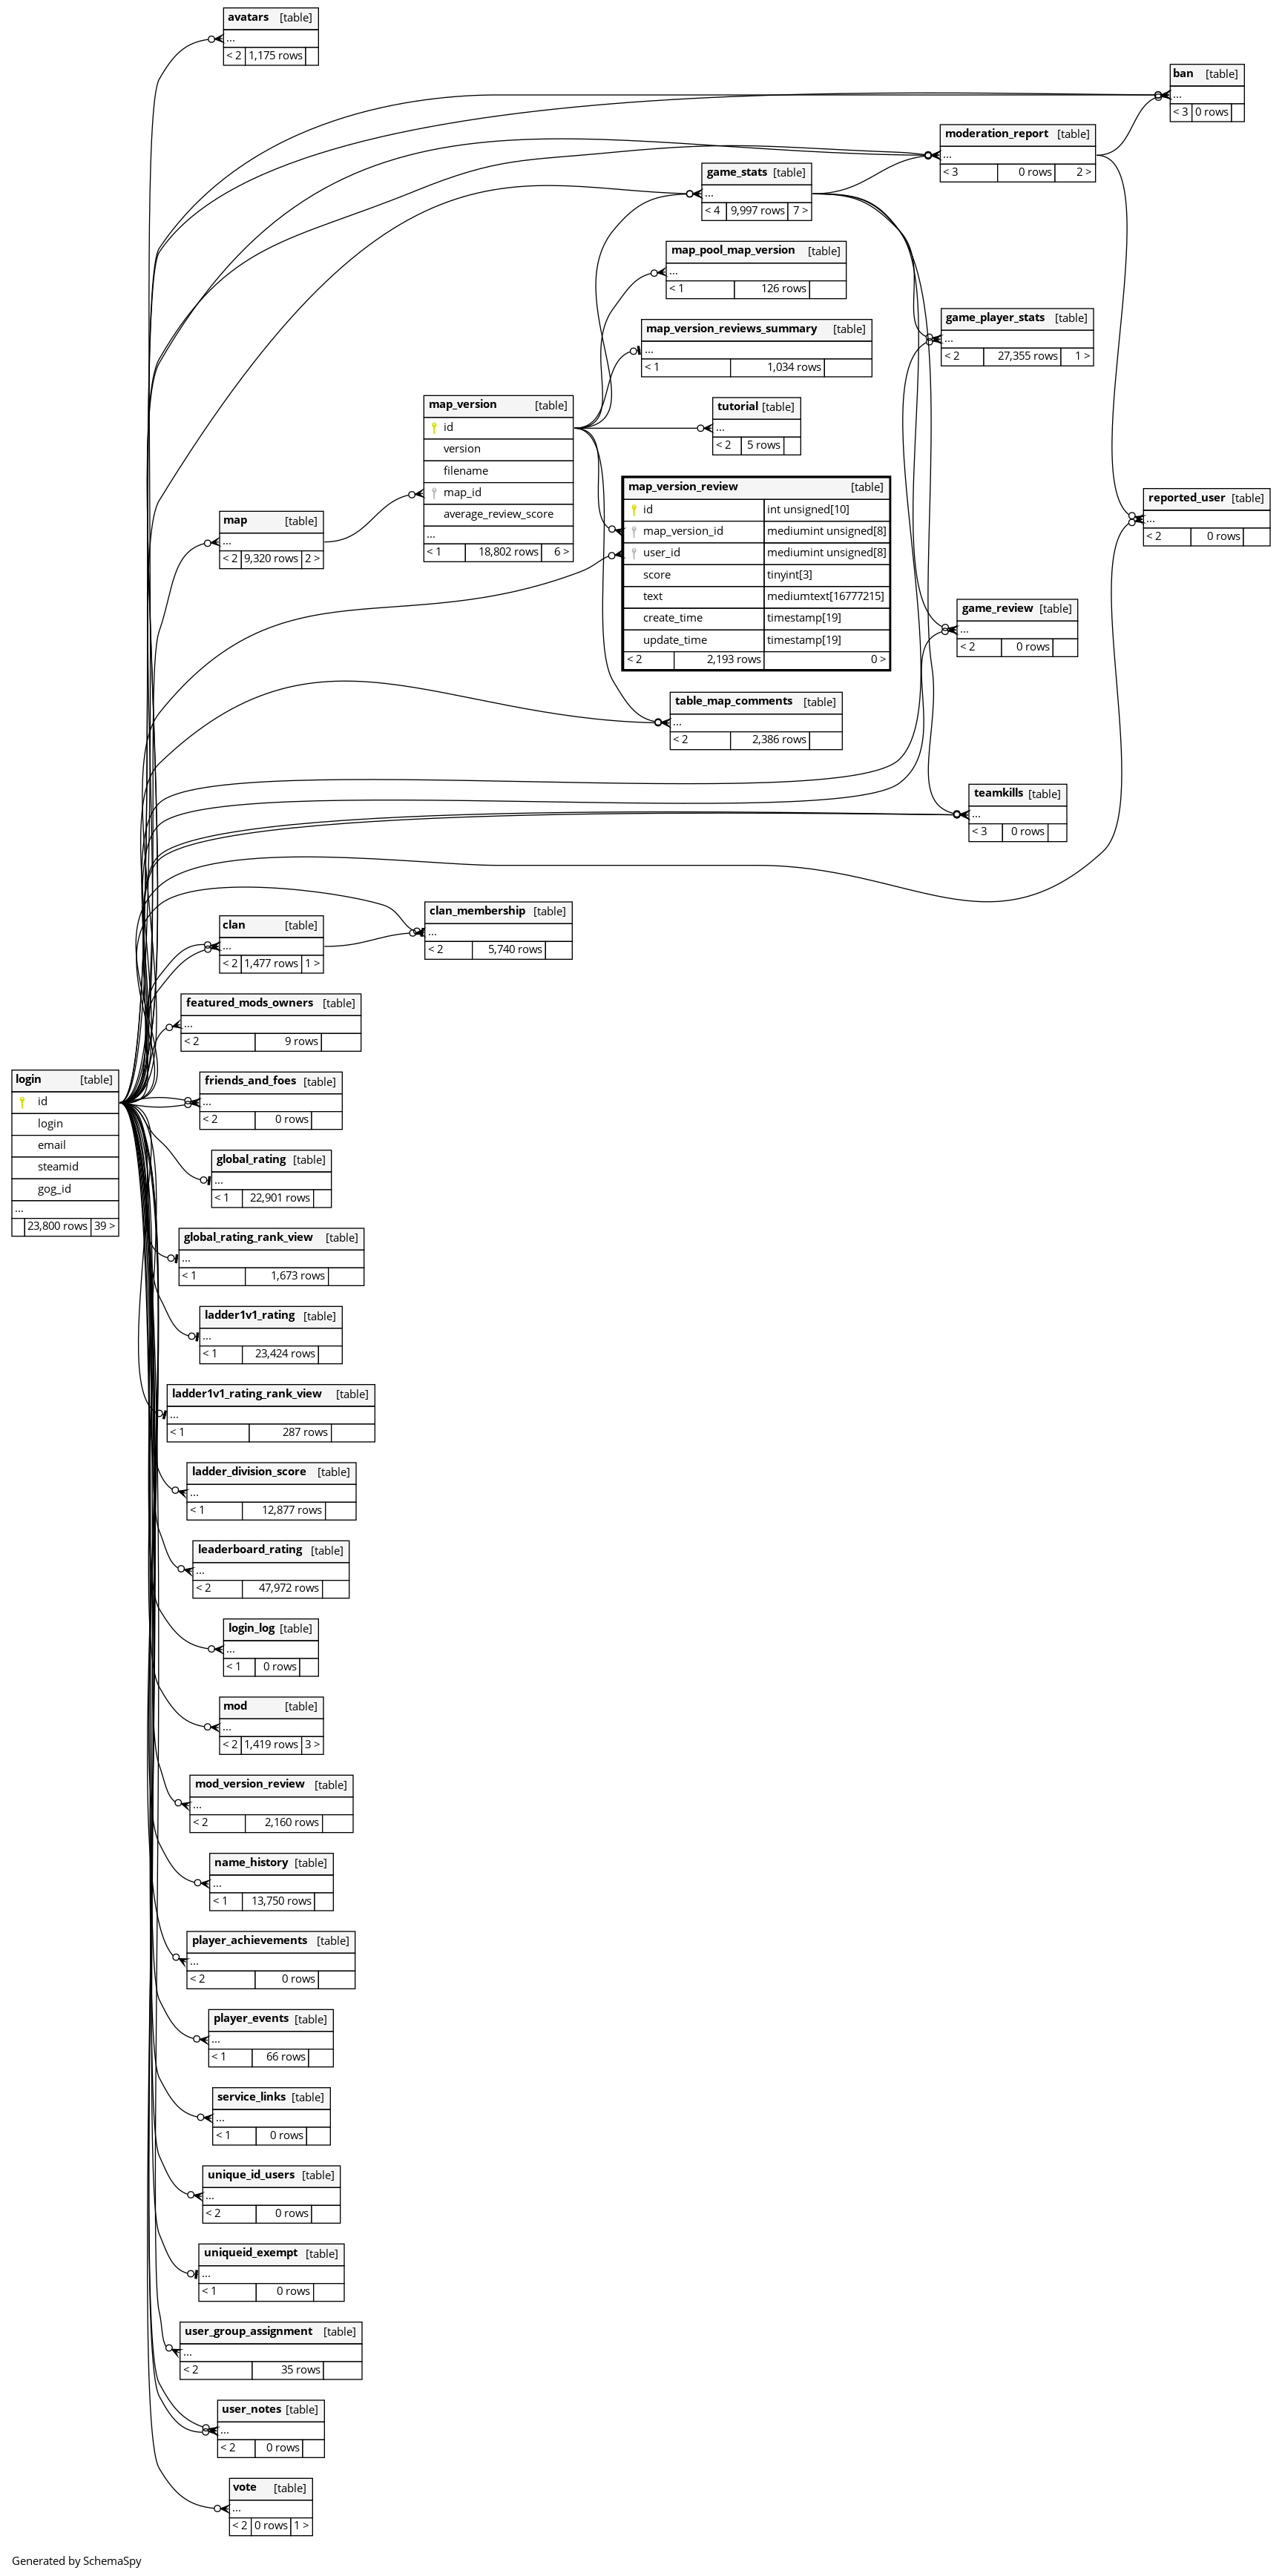 avatars [table]
...
< 2 1,175 rows
ban [table]
...
< 3 0 rows
moderation_report [table]
...
< 3 0 rows 2 >
game_stats [table]
...
< 4 9,997 rows 7 >
map_pool_map_version [table]
...
< 1 126 rows
game_player_stats [table]
...
< 2 27,355 rows 1 >
map_version_reviews_summary [table]
...
< 1 1,034 rows
map_version [table]
id
version
filename
map_id
average_review_score
...
< 1 18,802 rows 6 >
tutorial [table]
...
< 2 5 rows
map_version_review [table]
id int unsigned[10]
map_version_id mediumint unsigned[8]
user_id mediumint unsigned[8]
score tinyint[3]
text mediumtext[16777215]
create_time timestamp[19]
update_time timestamp[19]
< 2 2,193 rows 0 >
reported_user [table]
...
< 2 0 rows
map [table]
...
< 2 9,320 rows 2 >
game_review [table]
...
< 2 0 rows
table_map_comments [table]
...
< 2 2,386 rows
teamkills [table]
...
< 3 0 rows
clan_membership [table]
...
< 2 5,740 rows
clan [table]
...
< 2 1,477 rows 1 >
featured_mods_owners [table]
...
< 2 9 rows
login [table]
id
login
email
steamid
gog_id
...
23,800 rows 39 >
friends_and_foes [table]
...
< 2 0 rows
global_rating [table]
...
< 1 22,901 rows
global_rating_rank_view [table]
...
< 1 1,673 rows
ladder1v1_rating [table]
...
< 1 23,424 rows
ladder1v1_rating_rank_view [table]
...
< 1 287 rows
ladder_division_score [table]
...
< 1 12,877 rows
leaderboard_rating [table]
...
< 2 47,972 rows
login_log [table]
...
< 1 0 rows
mod [table]
...
< 2 1,419 rows 3 >
mod_version_review [table]
...
< 2 2,160 rows
name_history [table]
...
< 1 13,750 rows
player_achievements [table]
...
< 2 0 rows
player_events [table]
...
< 1 66 rows
service_links [table]
...
< 1 0 rows
unique_id_users [table]
...
< 2 0 rows
uniqueid_exempt [table]
...
< 1 0 rows
user_group_assignment [table]
...
< 2 35 rows
user_notes [table]
...
< 2 0 rows
vote [table]
...
< 2 0 rows 1 >
Generated by SchemaSpy